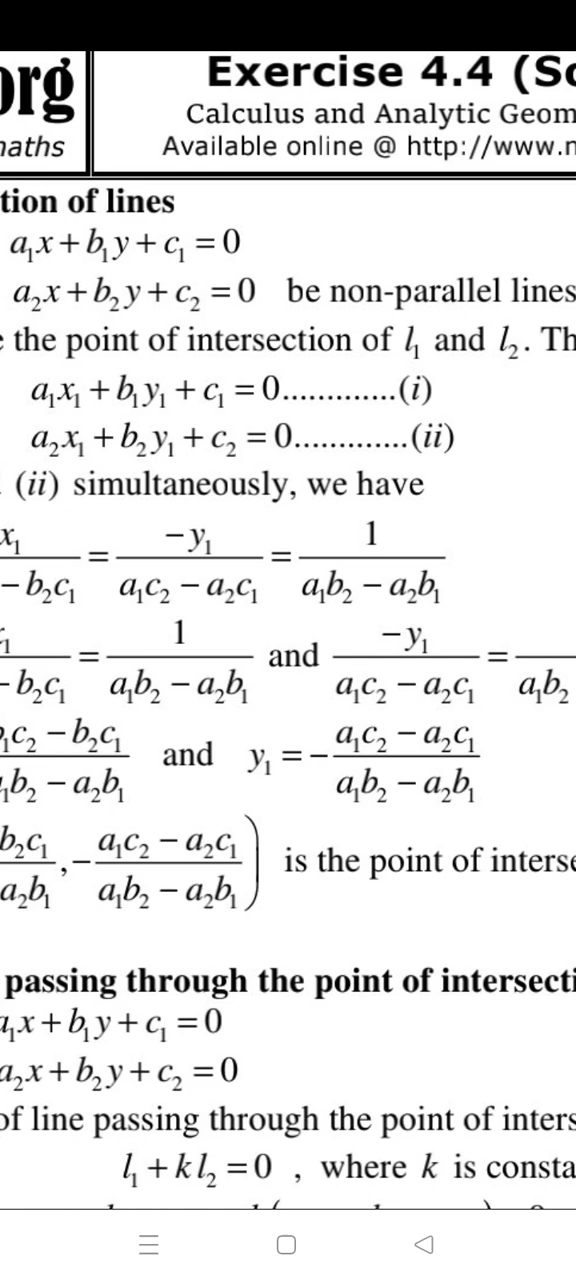 org
Exercise 4.4 (So
Calculus and Analytic Geom
maths
Available online @ http://www.n
tion of lines
a₁x + b₁y + c₁ = 0
a₂x + b₂y + c₂ = 0 be non-parallel lines
the point of intersection of l₁ and l₂. Th
a₁x₁ + b₁y₁ + c₁ = 0.............(i)
a₂x₁ + b₂y₁ + c₂ = 0.............(ii)
(ii) simultaneously, we have
x₁ / − b₂c₁ = −y₁ / a₁c₂ − a₂c₁ = 1 / a₁b₂ − a₂b₁
/ − b₂c₁ = 1 / a₁b₂ − a₂b₁ and −y₁ / a₁c₂ − a₂c₁ = / a₁b₂
c₂ − b₂c₁ / b₂ − a₂b₁ and y₁ = − a₁c₂ − a₂c₁ / a₁b₂ − a₂b₁
b₂c₁ / a₂b₁ , − a₁c₂ − a₂c₁ / a₁b₂ − a₂b₁ ) is the point of interse
passing through the point of intersecti
a₁x + b₁y + c₁ = 0
a₂x + b₂y + c₂ = 0
of line passing through the point of inters
l₁ + k l₂ = 0 , where k is consta